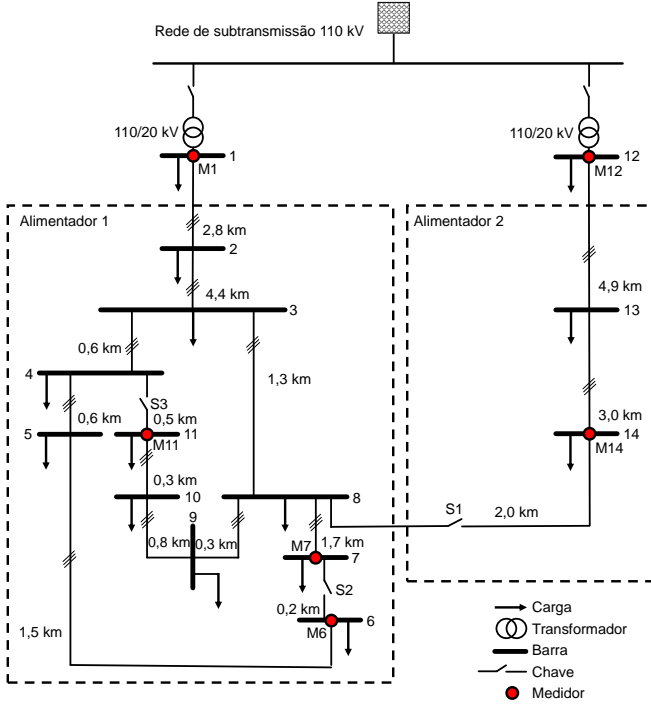 Rede de subtransmissão 110 kV
110/20 kV
110/20 kV
1
M1
12
M12
Alimentador 1
Alimentador 2
2,8 km
2
4,4 km
3
4,9 km
13
0,6 km
1,3 km
4
S3
0,6 km
0,5 km
5
11
M11
3,0 km
14
M14
0,3 km
10
8
9
S1
2,0 km
0,8 km
0,3 km
M7
1,7 km
7
S2
0,2 km
M6
6
1,5 km
Carga
Transformador
Barra
Chave
Medidor